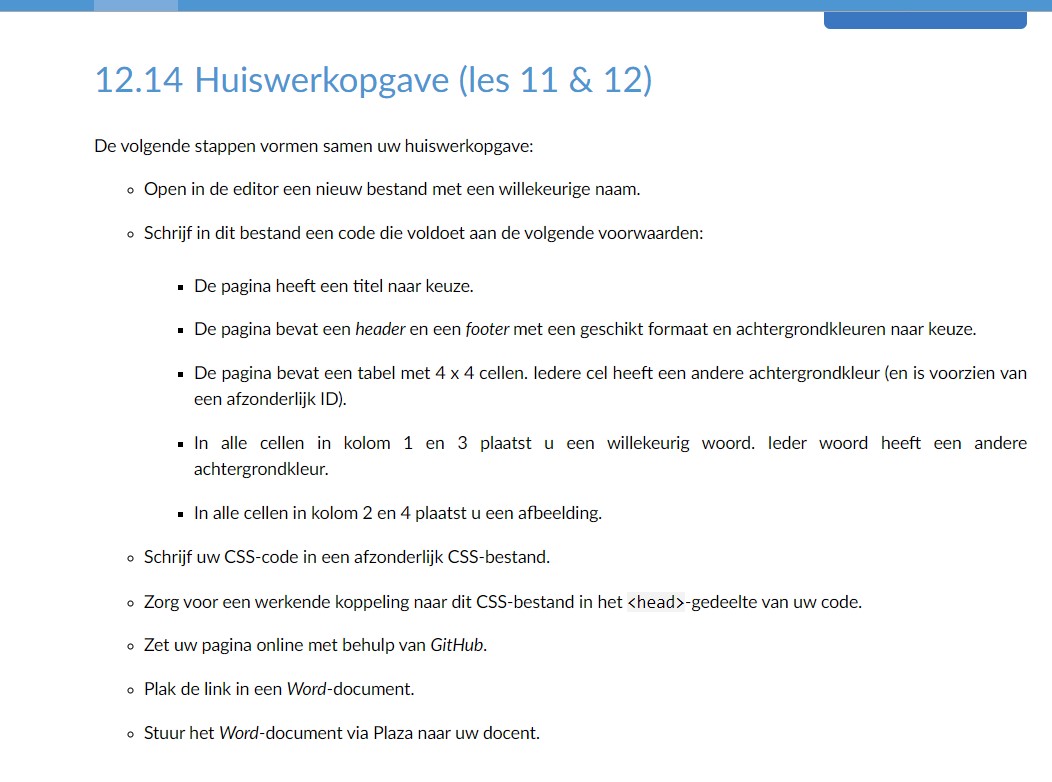 12.14 Huiswerkopgave (les 11 & 12)
De volgende stappen vormen samen uw huiswerkopgave:
Open in de editor een nieuw bestand met een willekeurige naam.
Schrijf in dit bestand een code die voldoet aan de volgende voorwaarden:
De pagina heeft een titel naar keuze.
De pagina bevat een header en een footer met een geschikt formaat en achtergrondkleuren naar keuze.
De pagina bevat een tabel met 4 x 4 cellen. Iedere cel heeft een andere achtergrondkleur (en is voorzien van
een afzonderlijk ID).
In alle cellen in kolom 1 en 3 plaatst u een willekeurig woord. Ieder woord heeft een andere
achtergrondkleur.
In alle cellen in kolom 2 en 4 plaatst u een afbeelding.
Schrijf uw CSS-code in een afzonderlijk CSS-bestand.
Zorg voor een werkende koppeling naar dit CSS-bestand in het <head>-gedeelte van uw code.
Zet uw pagina online met behulp van GitHub.
Plak de link in een Word-document.
Stuur het Word-document via Plaza naar uw docent.